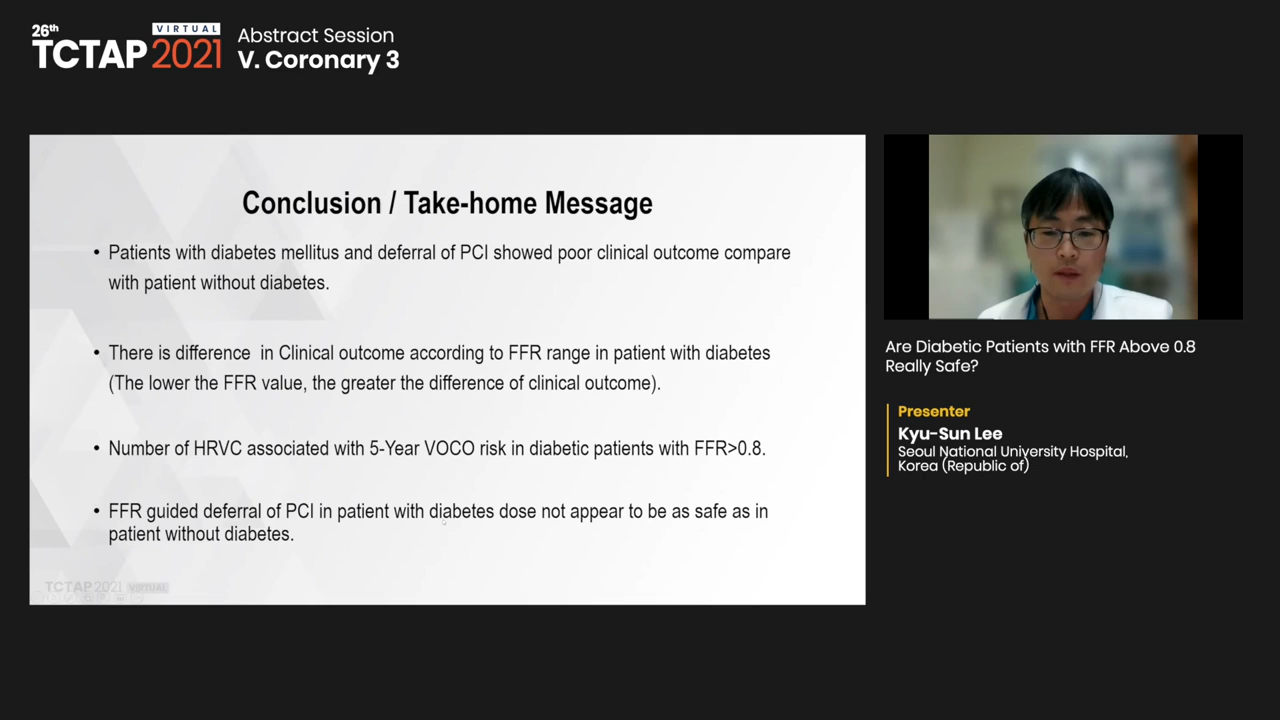 26th
VIRTUAL
TCTAP 2021
Abstract Session
V. Coronary 3
Conclusion / Take-home Message
• Patients with diabetes mellitus and deferral of PCI showed poor clinical outcome compare
with patient without diabetes.
• There is difference in Clinical outcome according to FFR range in patient with diabetes
(The lower the FFR value, the greater the difference of clinical outcome).
• Number of HRVC associated with 5-Year VOCO risk in diabetic patients with FFR>0.8.
• FFR guided deferral of PCI in patient with diabetes dose not appear to be as safe as in
patient without diabetes.
TCTAP 2021 VIRTUAL
Are Diabetic Patients with FFR Above 0.8
Really Safe?
Presenter
Kyu-Sun Lee
Seoul National University Hospital,
Korea (Republic of)